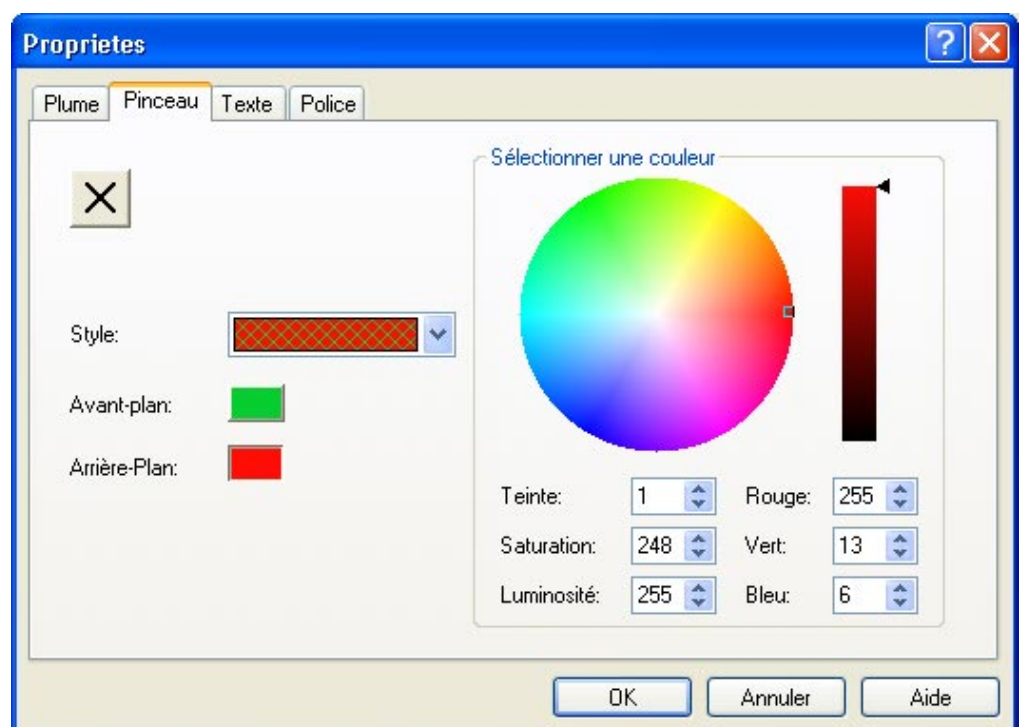 Proprietes
Plume Pinceau Texte Police
Sélectionner une couleur
Style:
Avant-plan:
Arrière-Plan:
Teinte: 1 Rouge: 255
Saturation: 248 Vert: 13
Luminosité: 255 Bleu: 6
OK Annuler Aide